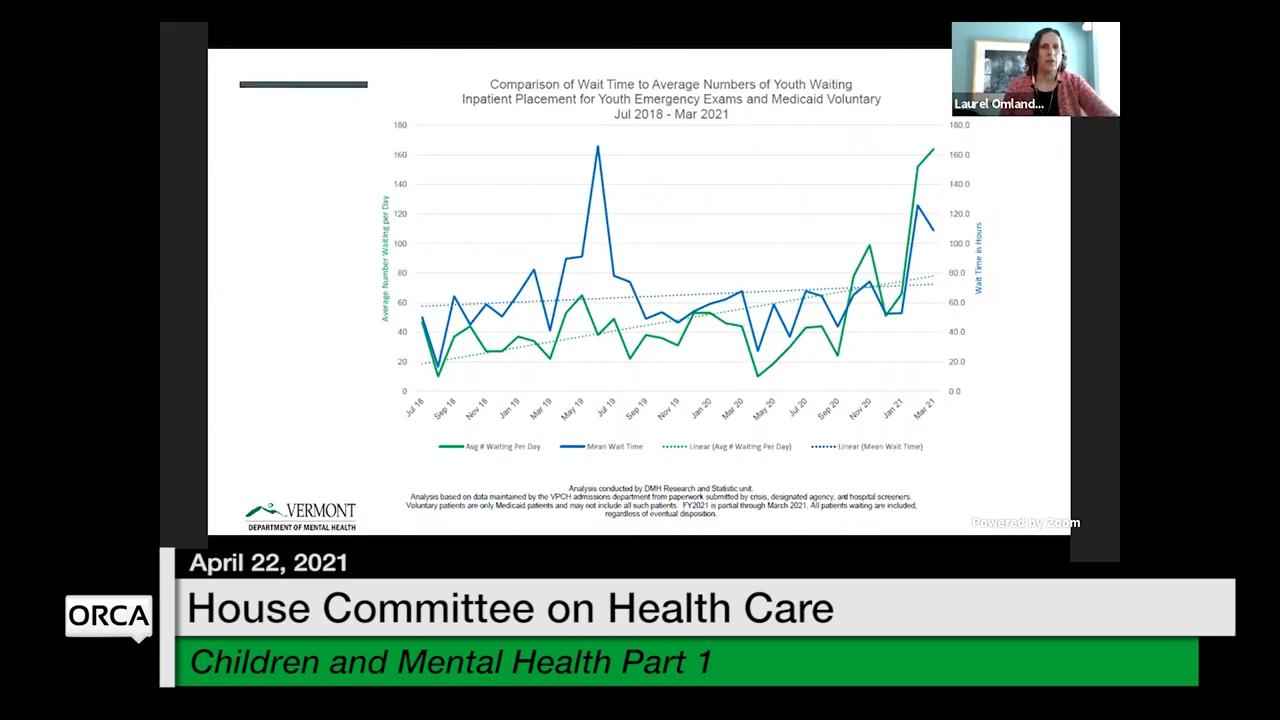 Comparison of Wait Time to Average Numbers of Youth Waiting
Inpatient Placement for Youth Emergency Exams and Medicaid Voluntary
Jul 2018 - Mar 2021
Laurel Omland...
180
160
140
120
100
80
60
40
20
0
Average Number Waiting per Day
180.0
160.0
140.0
120.0
100.0
80.0
60.0
40.0
20.0
0.0
Wait Time in Hours
Jul 18
Sep 18
Nov 18
Jan 19
Mar 19
May 19
Jul 19
Sep 19
Nov 19
Jan 20
Mar 20
May 20
Jul 20
Sep 20
Nov 20
Jan 21
Mar 21
Avg # Waiting Per Day
Mean Wait Time
Linear (Avg # Waiting Per Day)
Linear (Mean Wait Time)
Analysis conducted by DMH Research and Statistic unit.
Analysis based on data maintained by the VPCH admissions department from paperwork submitted by crisis, designated agency, and hospital screeners.
Voluntary patients are only Medicaid patients and may not include all such patients. FY2021 is partial through March 2021. All patients waiting are included,
regardless of eventual disposition.
VERMONT
DEPARTMENT OF MENTAL HEALTH
Powered by Zoom
April 22, 2021
ORCA
House Committee on Health Care
Children and Mental Health Part 1